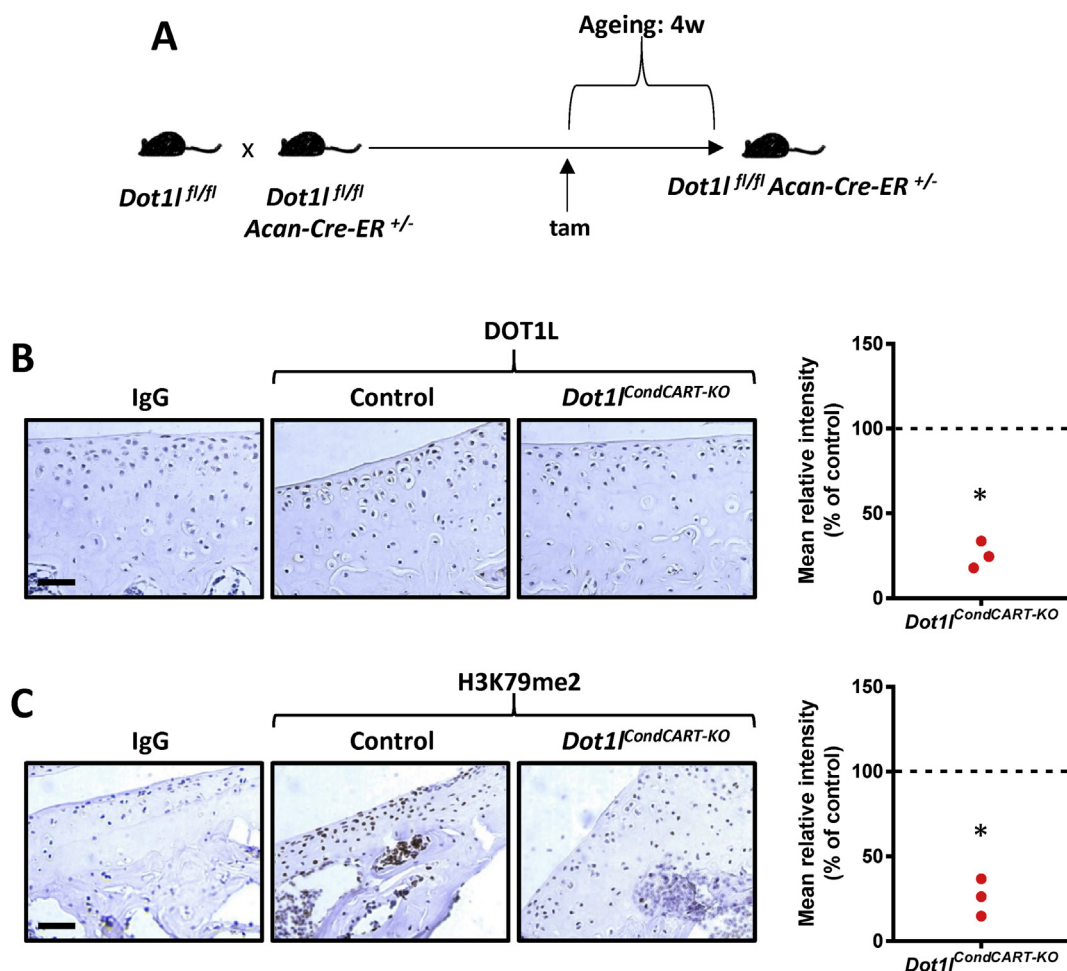 A
Ageing: 4w
x
Dot1l fl/fl
Dot1l fl/fl
Acan-Cre-ER +/-
tam
Dot1l fl/fl Acan-Cre-ER +/-
B
DOT1L
IgG
Control
Dot1l CondCART-KO
Mean relative intensity
(% of control)
150
100
50
0
*
Dot1l CondCART-KO
C
H3K79me2
IgG
Control
Dot1l CondCART-KO
Mean relative intensity
(% of control)
150
100
50
0
*
Dot1l CondCART-KO